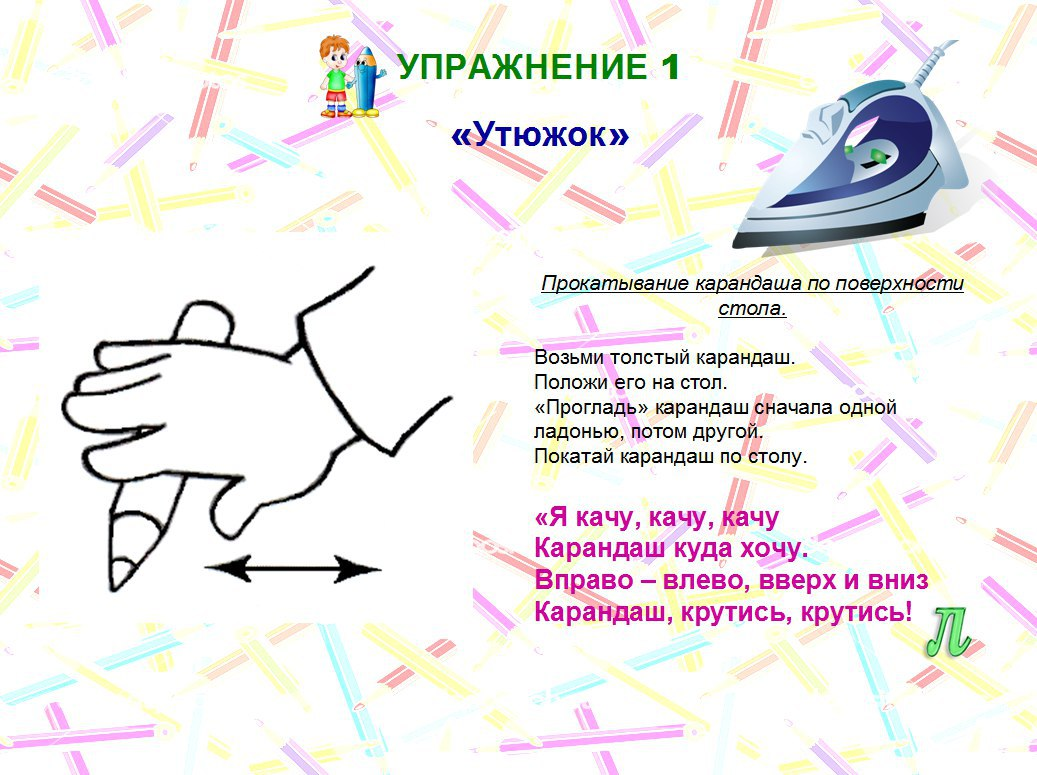 УПРАЖНЕНИЕ 1
«Утюжок»
Прокатывание карандаша по поверхности
стола.
Возьми толстый карандаш.
Положи его на стол.
«Прогладь» карандаш сначала одной
ладонью, потом другой.
Покатай карандаш по столу.
«Я качу, качу, качу
Карандаш куда хочу.
Вправо – влево, вверх и вниз
Карандаш, крутись, крутись!
Л